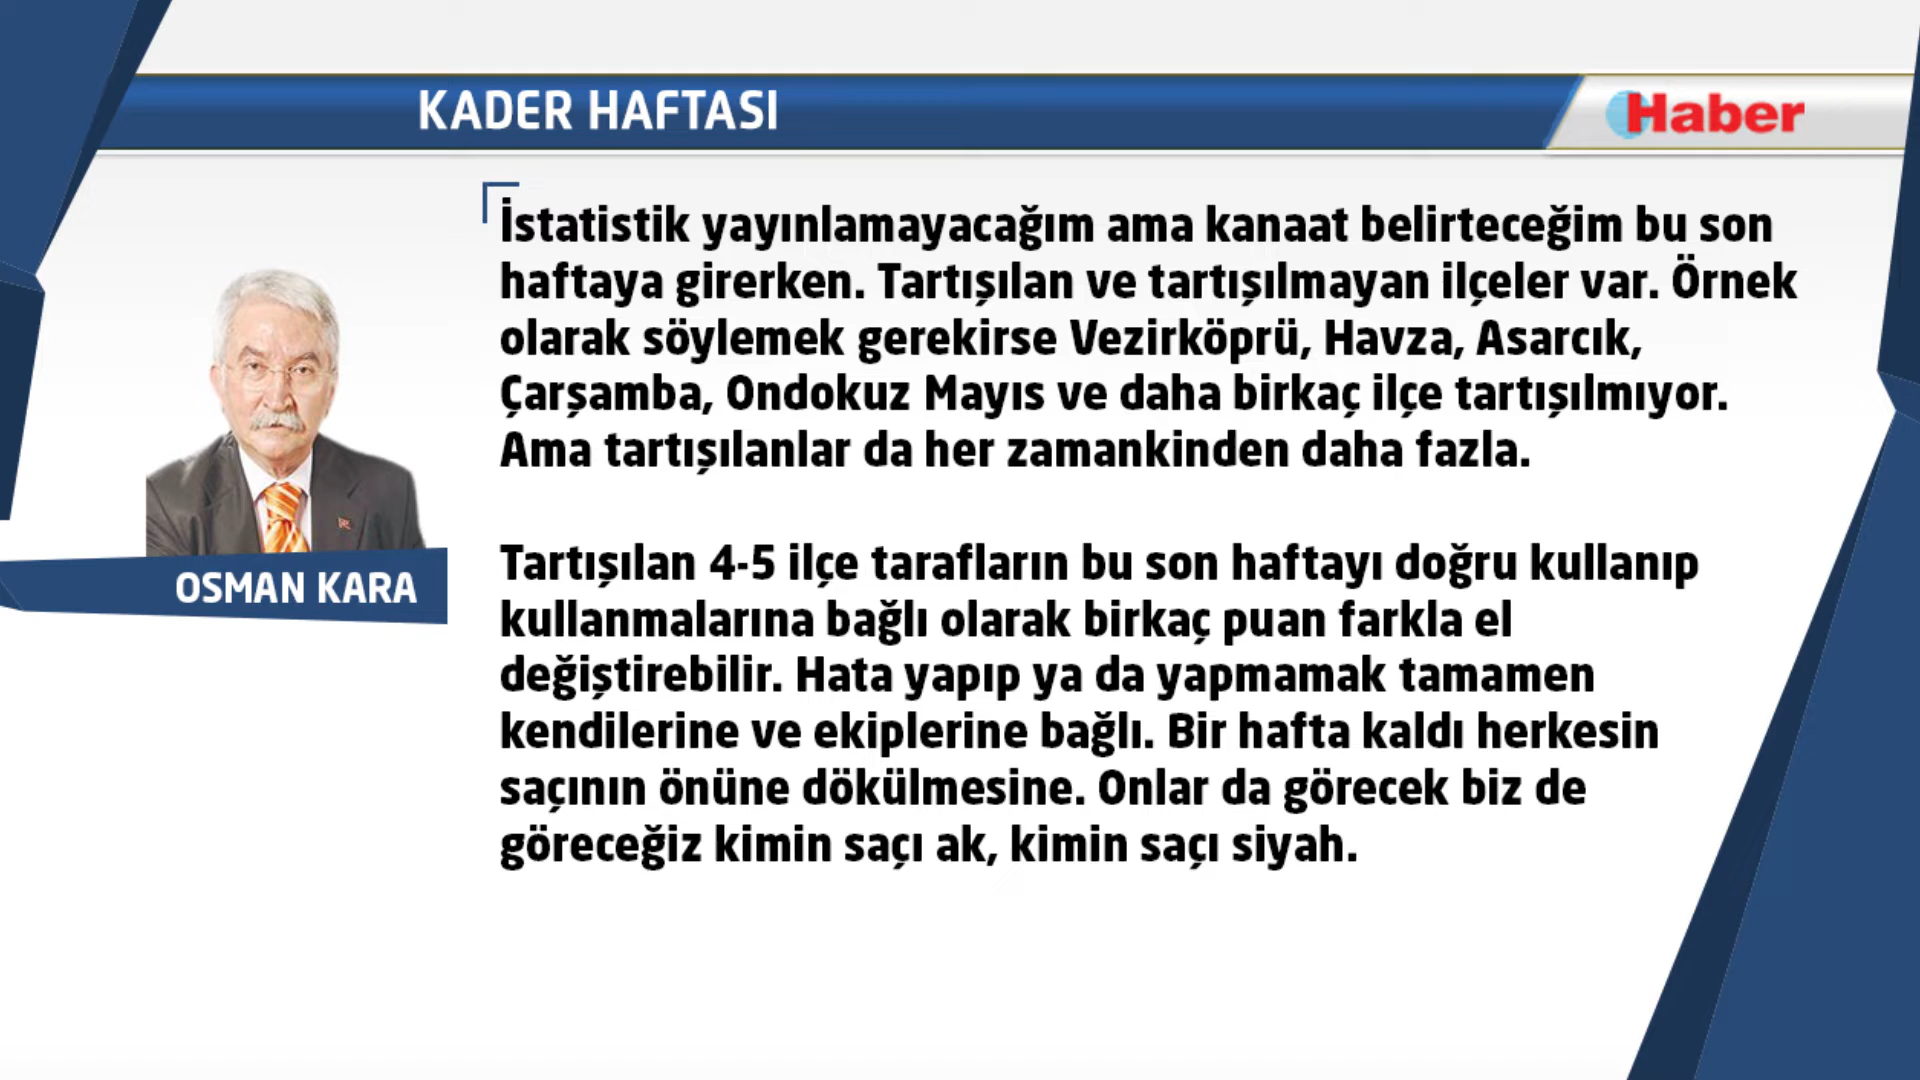 KADER HAFTASI
Haber
İstatistik yayınlamayacağım ama kanaat belirteceğim bu son
haftaya girerken. Tartışılan ve tartışılmayan ilçeler var. Örnek
olarak söylemek gerekirse Vezirköprü, Havza, Asarcık,
Çarşamba, Ondokuz Mayıs ve daha birkaç ilçe tartışılmıyor.
Ama tartışılanlar da her zamankinden daha fazla.
Tartışılan 4-5 ilçe tarafların bu son haftayı doğru kullanıp
kullanmalarına bağlı olarak birkaç puan farkla el
değiştirebilir. Hata yapıp ya da yapmamak tamamen
kendilerine ve ekiplerine bağlı. Bir hafta kaldı herkesin
saçının önüne dökülmesine. Onlar da görecek biz de
göreceğiz kimin saçı ak, kimin saçı siyah.
OSMAN KARA